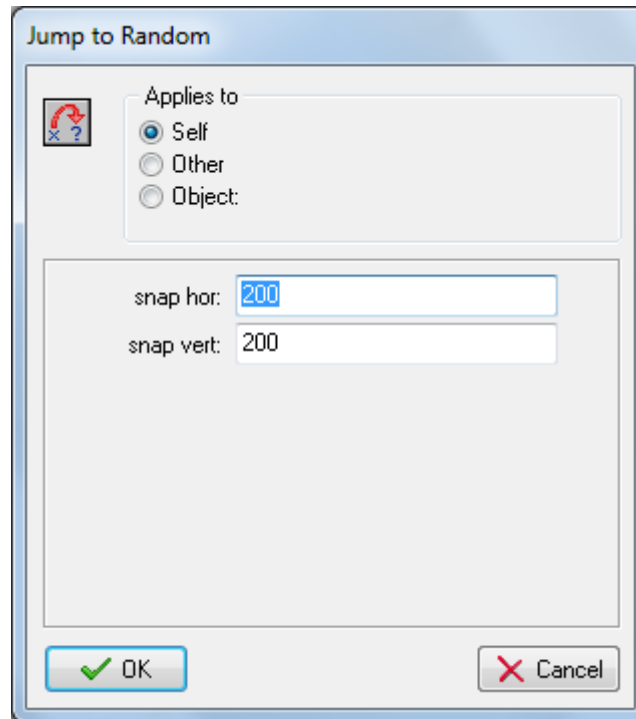 Jump to Random
Applies to
Self
Other
Object:
x ?
snap hor: 200
snap vert: 200
OK
Cancel